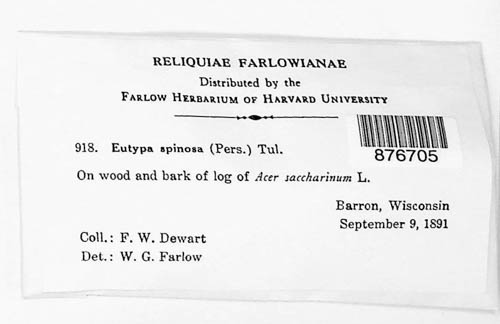 RELIQUIAE FARLOWIANAE
Distributed by the
FARLOW HERBARIUM OF HARVARD UNIVERSITY
876705
918. Eutypa spinosa (Pers.) Tul.
On wood and bark of log of Acer saccharinum L.
Barron, Wisconsin
September 9, 1891
Coll.: F. W. Dewart
Det.: W. G. Farlow